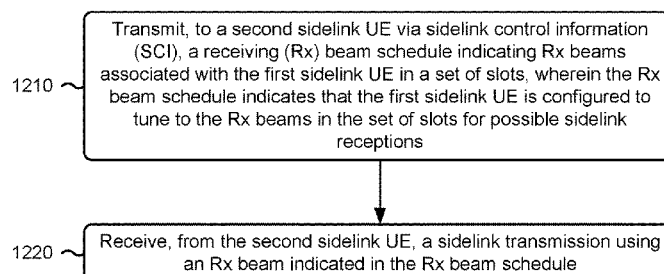 Transmit, to a second sidelink UE via sidelink control information
(SCI), a receiving (Rx) beam schedule indicating Rx beams
associated with the first sidelink UE in a set of slots, wherein the Rx
beam schedule indicates that the first sidelink UE is configured to
tune to the Rx beams in the set of slots for possible sidelink
receptions
1210
Receive, from the second sidelink UE, a sidelink transmission using
an Rx beam indicated in the Rx beam schedule
1220